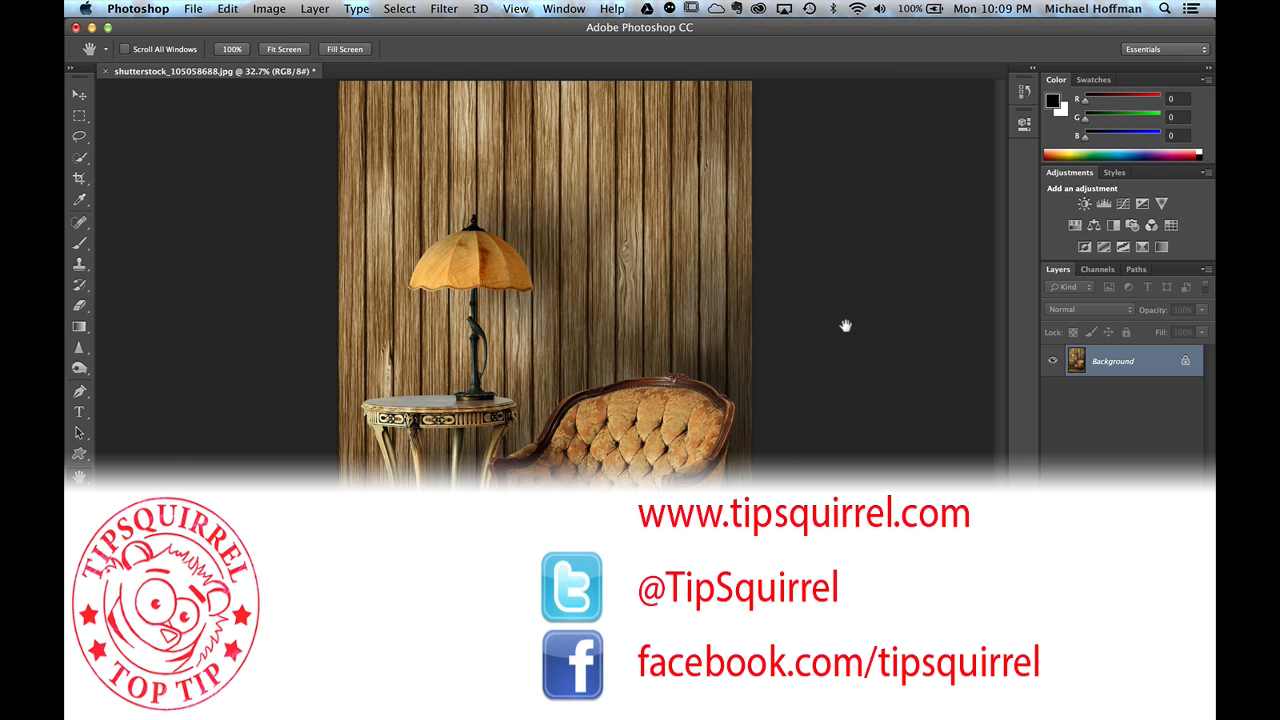 Photoshop File Edit Image Layer Type Select Filter 3D View Window Help 100% Mon 10:09 PM Michael Hoffman
Adobe Photoshop CC
Scroll All Windows 100% Fit Screen Fill Screen Essentials
shutterstock_105058688.jpg @ 32.7% (RGB/8#) *
Color Swatches
R 0
G 0
B 0
Adjustments Styles
Add an adjustment
Layers Channels Paths
Kind
Normal Opacity: 100%
Lock: Fill: 100%
Background
www.tipsquirrel.com
@TipSquirrel
facebook.com/tipsquirrel
TIPSQUIRREL
TOP TIP